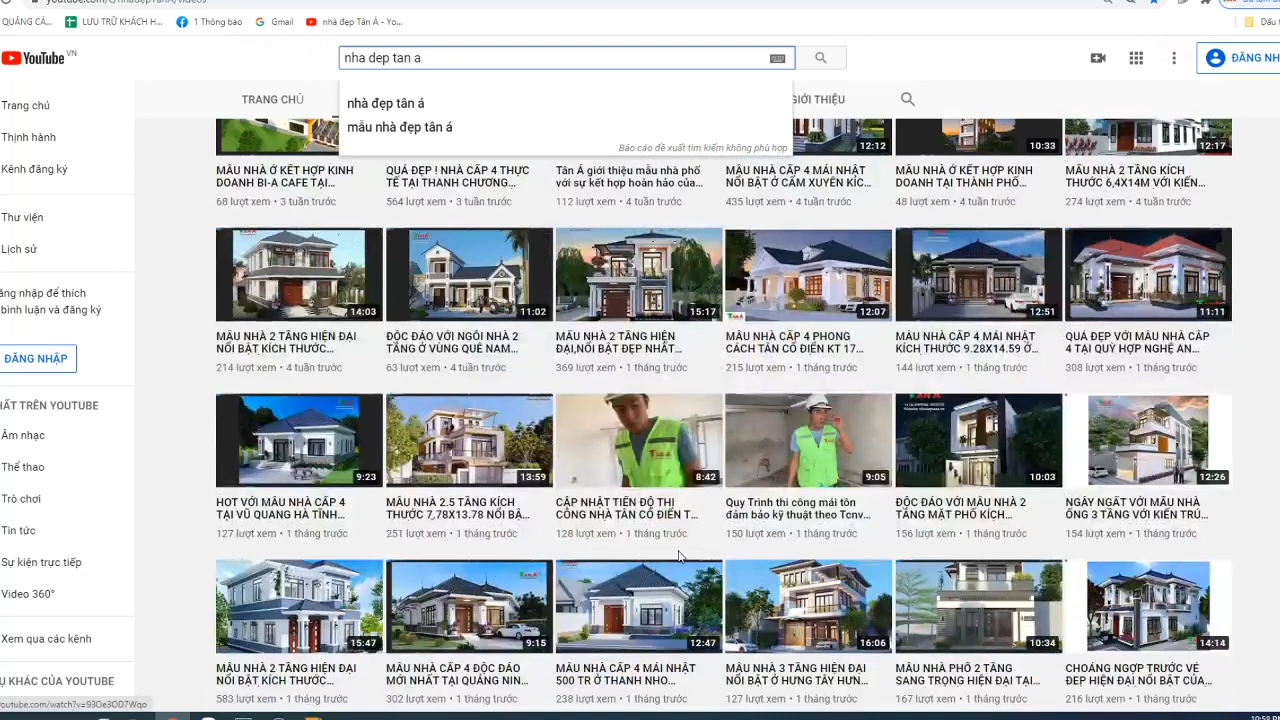 QUẢNG CÁ...
LƯU TRỮ KHÁCH H...
1 Thông báo
Gmail
nhà đẹp Tân Á - Yo...
Dấu t
YouTube VN
nha dep tan a
ĐĂNG NH
nhà đẹp tân á
mẫu nhà đẹp tân á
Báo cáo đề xuất tìm kiếm không phù hợp
TRANG CHỦ
GIỚI THIỆU
Trang chủ
Thịnh hành
Kênh đăng ký
Thư viện
Lịch sử
ăng nhập để thích
bình luận và đăng ký
ĐĂNG NHẬP
HẤT TRÊN YOUTUBE
Âm nhạc
Thể thao
Trò chơi
Tin tức
Sự kiện trực tiếp
Video 360°
Xem qua các kênh
Ụ KHÁC CỦA YOUTUBE
youtube.com/watch?v=93Oe3OD7Wqo
12:12
10:33
12:17
MẪU NHÀ Ở KẾT HỢP KINH
DOANH BI-A CAFE TẠI...
68 lượt xem • 3 tuần trước
QUÁ ĐẸP ! NHÀ CẤP 4 THỰC
TẾ TẠI THANH CHƯƠNG...
564 lượt xem • 3 tuần trước
Tân Á giới thiệu mẫu nhà phố
với sự kết hợp hoàn hảo của...
112 lượt xem • 4 tuần trước
MẪU NHÀ CẤP 4 MÁI NHẬT
NỔI BẬT Ở CẨM XUYÊN KÍC...
435 lượt xem • 4 tuần trước
MẪU NHÀ Ở KẾT HỢP KINH
DOANH TẠI THÀNH PHỐ...
48 lượt xem • 4 tuần trước
MẪU NHÀ 2 TẦNG KÍCH
THƯỚC 6,4X14M VỚI KIẾN...
274 lượt xem • 4 tuần trước
14:03
11:02
15:17
12:07
12:51
11:11
MẪU NHÀ 2 TẦNG HIỆN ĐẠI
NỔI BẬT KÍCH THƯỚC...
214 lượt xem • 4 tuần trước
ĐỘC ĐÁO VỚI NGÔI NHÀ 2
TẦNG Ở VÙNG QUÊ NAM...
63 lượt xem • 4 tuần trước
MẪU NHÀ 2 TẦNG HIỆN
ĐẠI,NỔI BẬT ĐẸP NHẤT...
369 lượt xem • 1 tháng trước
MẪU NHÀ CẤP 4 PHONG
CÁCH TÂN CỔ ĐIỂN KT 17...
215 lượt xem • 1 tháng trước
MẪU NHÀ CẤP 4 MÁI NHẬT
KÍCH THƯỚC 9.28X14.59 Ở...
144 lượt xem • 1 tháng trước
QUÁ ĐẸP VỚI MẪU NHÀ CẤP
4 TẠI QUỲ HỢP NGHỆ AN...
308 lượt xem • 1 tháng trước
9:23
13:59
8:42
9:05
10:03
12:26
HOT VỚI MẪU NHÀ CẤP 4
TẠI VŨ QUANG HÀ TĨNH...
127 lượt xem • 1 tháng trước
MẪU NHÀ 2.5 TẦNG KÍCH
THƯỚC 7,78X13.78 NỔI BẬ...
251 lượt xem • 1 tháng trước
CẬP NHẬT TIẾN ĐỘ THI
CÔNG NHÀ TÂN CỔ ĐIỂN T...
128 lượt xem • 1 tháng trước
Quy Trình thi công mái tôn
đảm bảo kỹ thuật theo Tcnv...
150 lượt xem • 1 tháng trước
ĐỘC ĐÁO VỚI MẪU NHÀ 2
TẦNG MẶT PHỐ KÍCH...
156 lượt xem • 1 tháng trước
NGÂY NGẤT VỚI MẪU NHÀ
ỐNG 3 TẦNG VỚI KIẾN TRÚ...
154 lượt xem • 1 tháng trước
15:47
9:15
12:47
16:06
10:34
14:14
MẪU NHÀ 2 TẦNG HIỆN ĐẠI
NỔI BẬT KÍCH THƯỚC...
583 lượt xem • 1 tháng trước
MẪU NHÀ CẤP 4 ĐỘC ĐÁO
MỚI NHẤT TẠI QUẢNG NIN...
302 lượt xem • 1 tháng trước
MẪU NHÀ CẤP 4 MÁI NHẬT
500 TR Ở THANH NHO...
238 lượt xem • 1 tháng trước
MẪU NHÀ 3 TẦNG HIỆN ĐẠI
NỔI BẬT Ở HƯNG TÂY HƯN...
127 lượt xem • 1 tháng trước
MẪU NHÀ PHỐ 2 TẦNG
SANG TRỌNG HIỆN ĐẠI TẠI...
167 lượt xem • 1 tháng trước
CHOÁNG NGỢP TRƯỚC VẺ
ĐẸP HIỆN ĐẠI NỔI BẬT CỦA...
216 lượt xem • 1 tháng trước